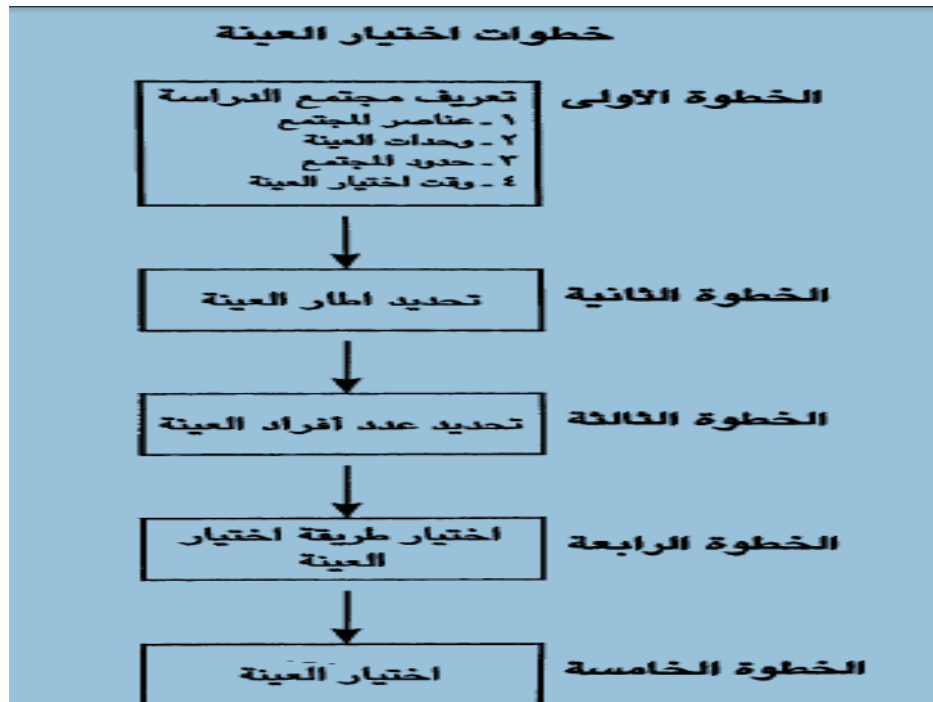 خطوات اختيار العينة
الخطوة الأولى
تعريف مجتمع الدراسة
١ - عناصر المجتمع
٢ - وحدات العينة
٣ - حدود المجتمع
٤ - وقت اختيار العينة
الخطوة الثانية
تحديد اطار العينة
الخطوة الثالثة
تحديد عدد أفراد العينة
الخطوة الرابعة
اختيار طريقة اختيار
العينة
الخطوة الخامسة
اختيار العينة